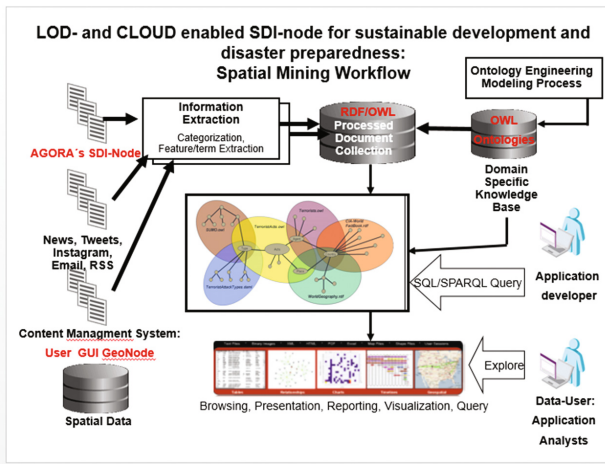 LOD- and CLOUD enabled SDI-node for sustainable development and
disaster preparedness:
Spatial Mining Workflow
Ontology Engineering
Modeling Process
Information
Extraction
Categorization,
Feature/term Extraction
RDF/OWL
Processed
Document
Collection
OWL
Ontologies
AGORA´s SDI-Node
Domain
Specific
Knowledge
Base
News, Tweets,
Instagram,
Email, RSS
SQL/SPARQL Query
Application
developer
Content Managment System:
User GUI GeoNode
Spatial Data
Explore
Browsing, Presentation, Reporting, Visualization, Query
Data-User:
Application
Analysts